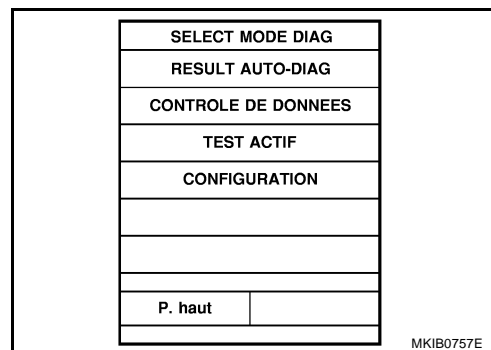 SELECT MODE DIAG
RESULT AUTO-DIAG
CONTROLE DE DONNEES
TEST ACTIF
CONFIGURATION
P. haut
MKIB0757E